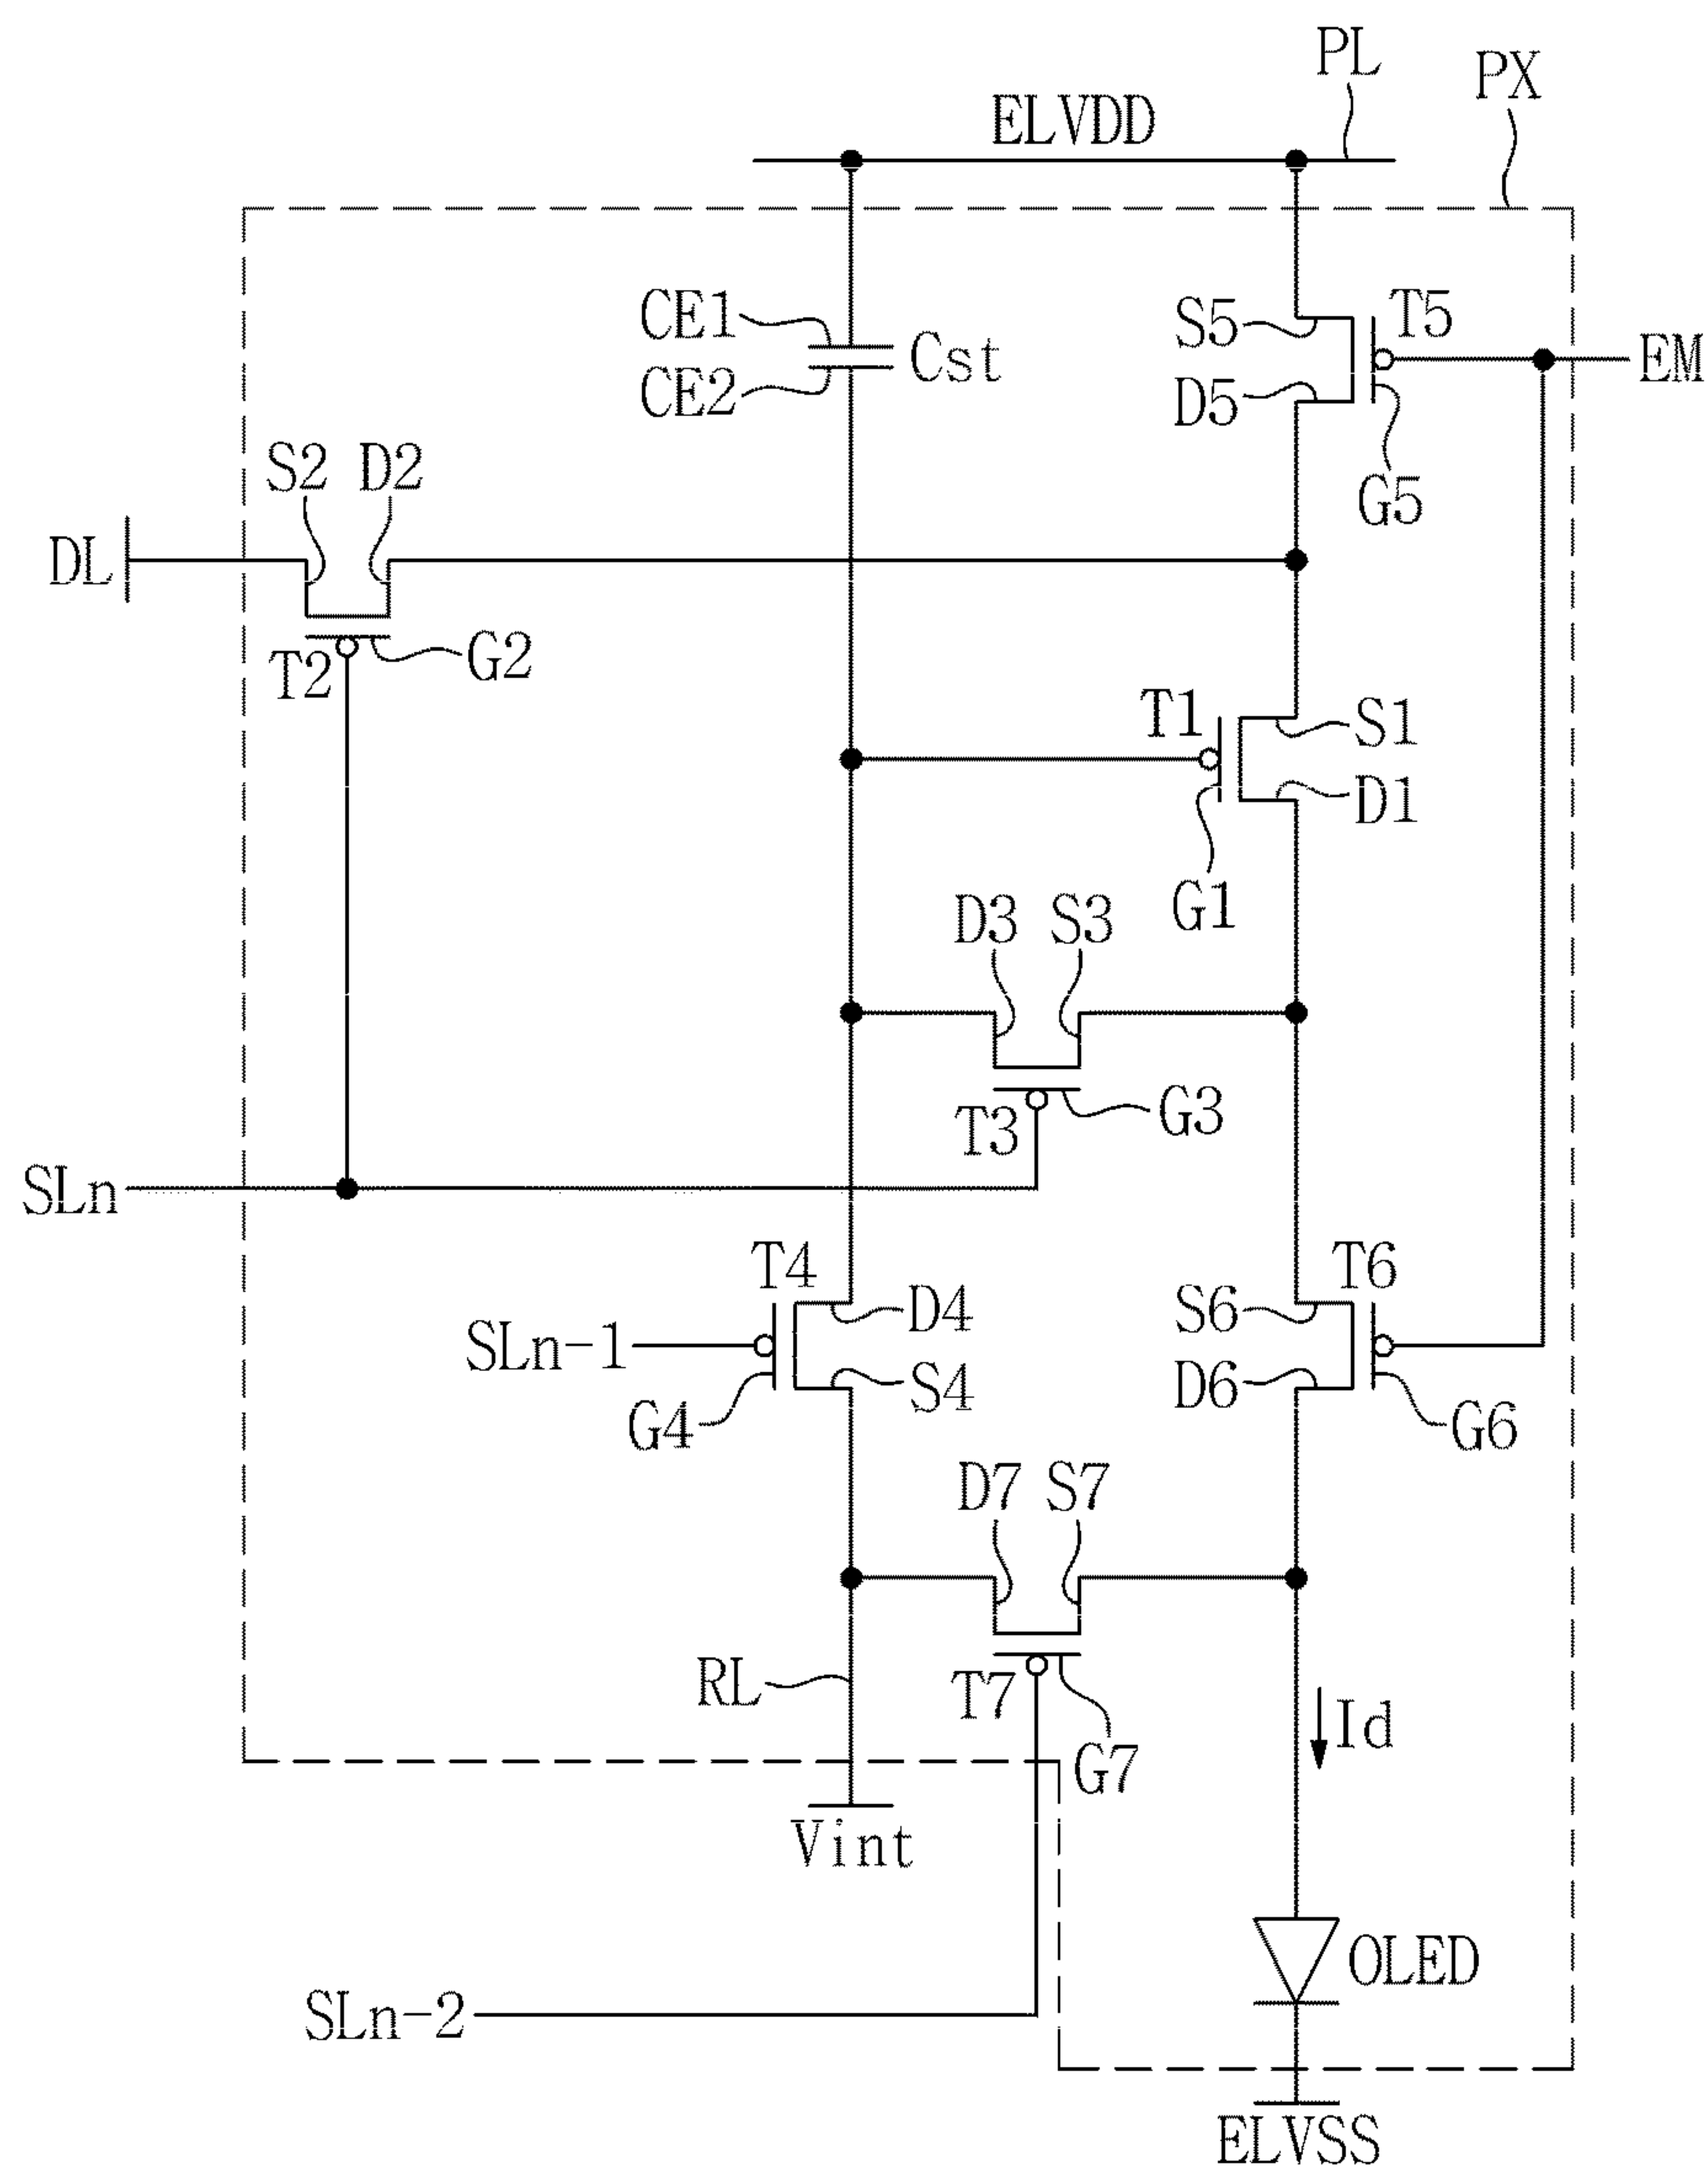 PL
PX
ELVDD
CE1
Cst
CE2
S5
T5
D5
G5
EM
S2
D2
DL
T2
G2
T1
S1
D1
G1
D3
S3
T3
G3
SLn
T4
D4
SLn-1
S4
G4
T6
S6
D6
G6
D7
S7
RL
T7
G7
Id
Vint
OLED
SLn-2
ELVSS